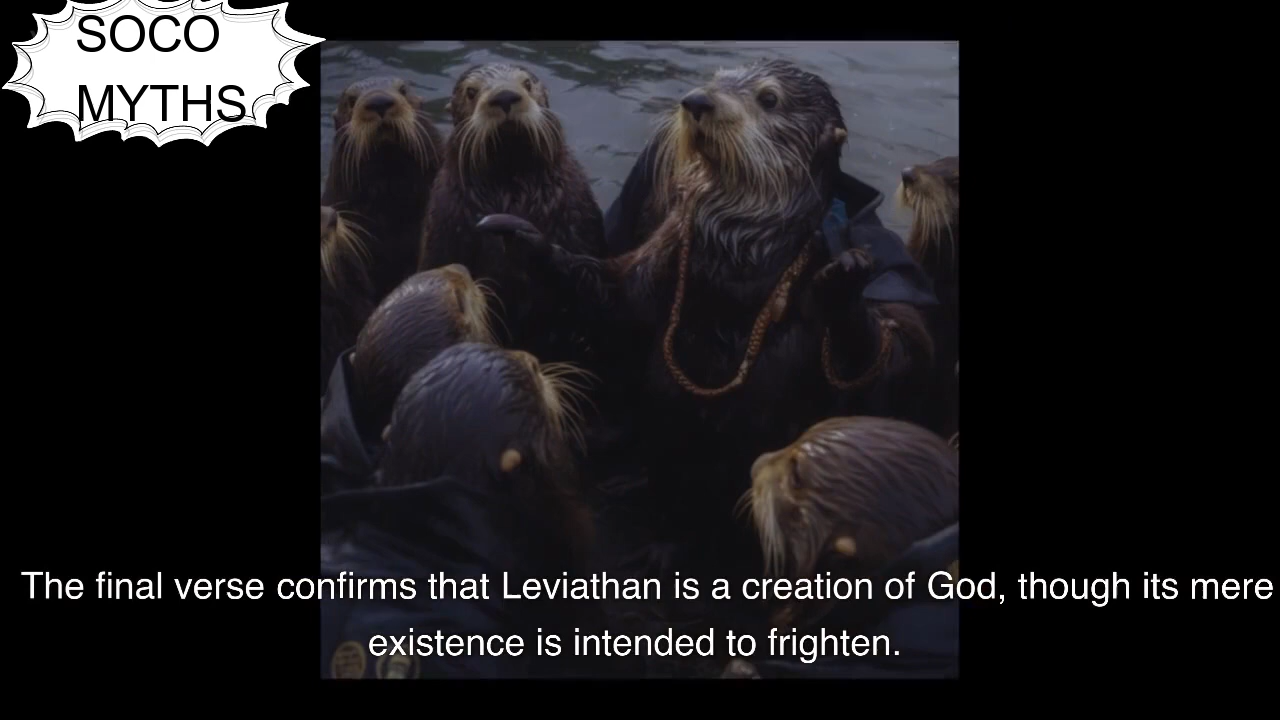 SOCO
MYTHS
The final verse confirms that Leviathan is a creation of God, though its mere
existence is intended to frighten.